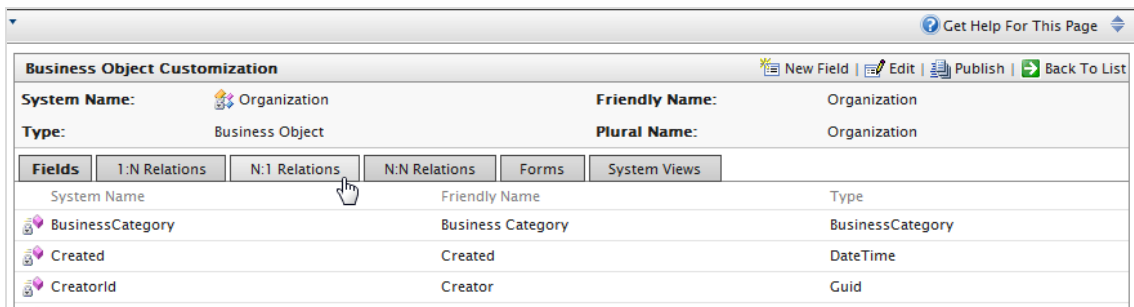 Get Help For This Page
Business Object Customization New Field | Edit | Publish | Back To List
System Name: Organization Friendly Name: Organization
Type: Business Object Plural Name: Organization
Fields 1:N Relations N:1 Relations N:N Relations Forms System Views
System Name Friendly Name Type
BusinessCategory Business Category BusinessCategory
Created Created DateTime
CreatorId Creator Guid